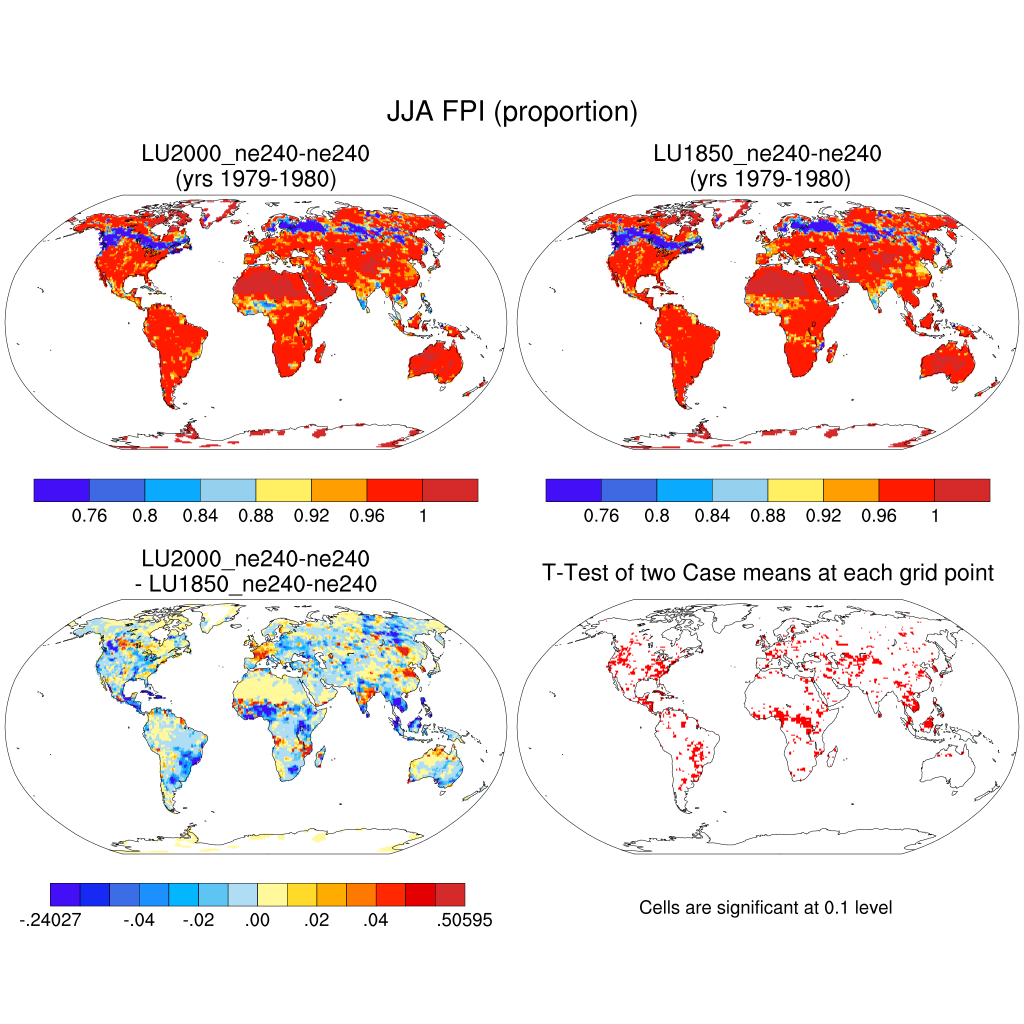 JJA FPI (proportion)
LU2000_ne240-ne240
(yrs 1979-1980)
LU1850_ne240-ne240
(yrs 1979-1980)
0.76 0.8 0.84 0.88 0.92 0.96 1
0.76 0.8 0.84 0.88 0.92 0.96 1
LU2000_ne240-ne240
- LU1850_ne240-ne240
T-Test of two Case means at each grid point
-.24027 -.04 -.02 .00 .02 .04 .50595
Cells are significant at 0.1 level